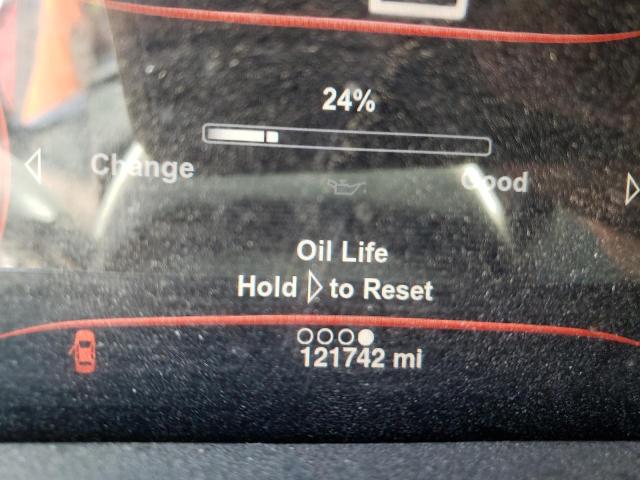 24%
Change Good
Oil Life
Hold ▷ to Reset
121742 mi